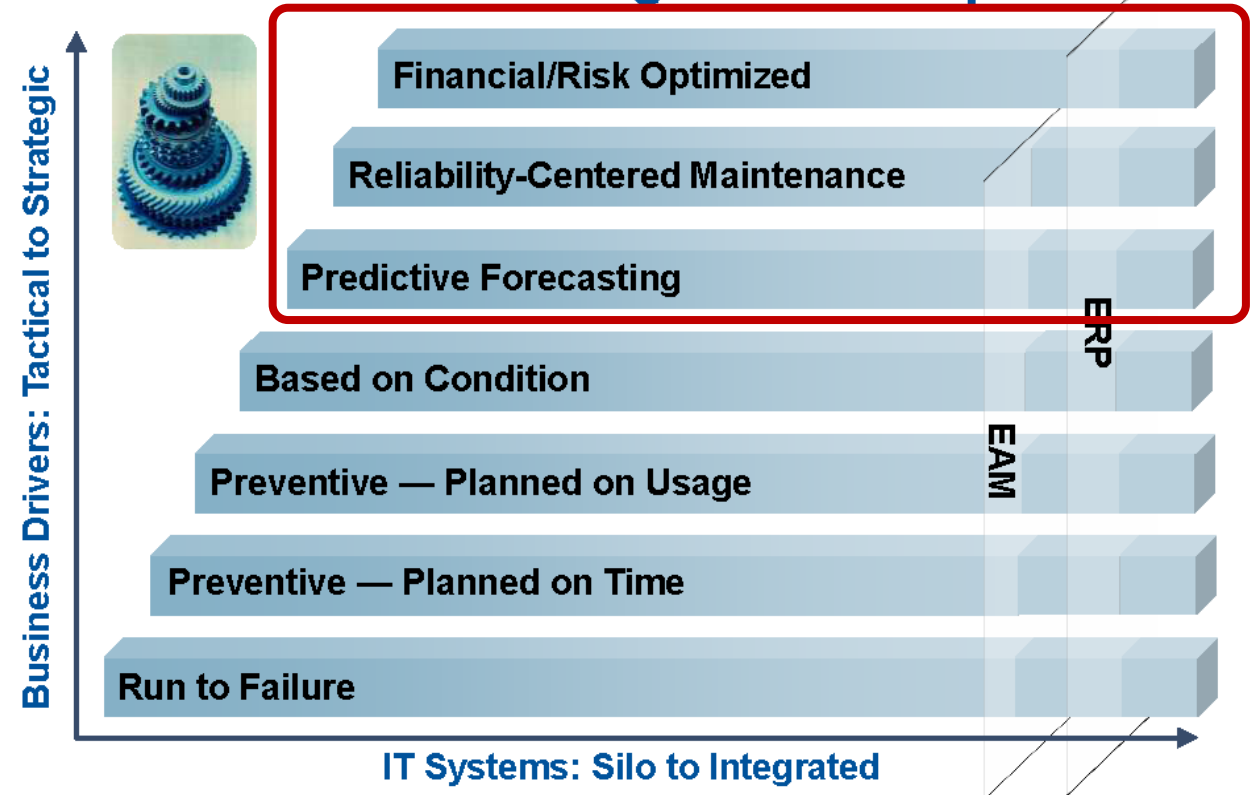 Business Drivers: Tactical to Strategic
Financial/Risk Optimized
Reliability-Centered Maintenance
Predictive Forecasting
ERP
Based on Condition
EAM
Preventive — Planned on Usage
Preventive — Planned on Time
Run to Failure
IT Systems: Silo to Integrated